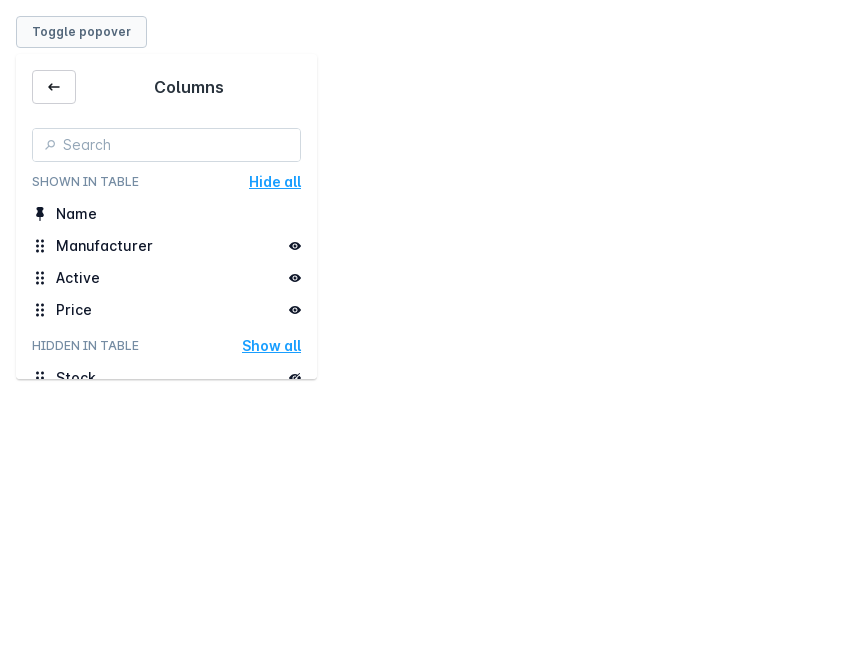 Toggle popover
Columns
Search
SHOWN IN TABLE Hide all
Name
Manufacturer
Active
Price
HIDDEN IN TABLE Show all
Stock